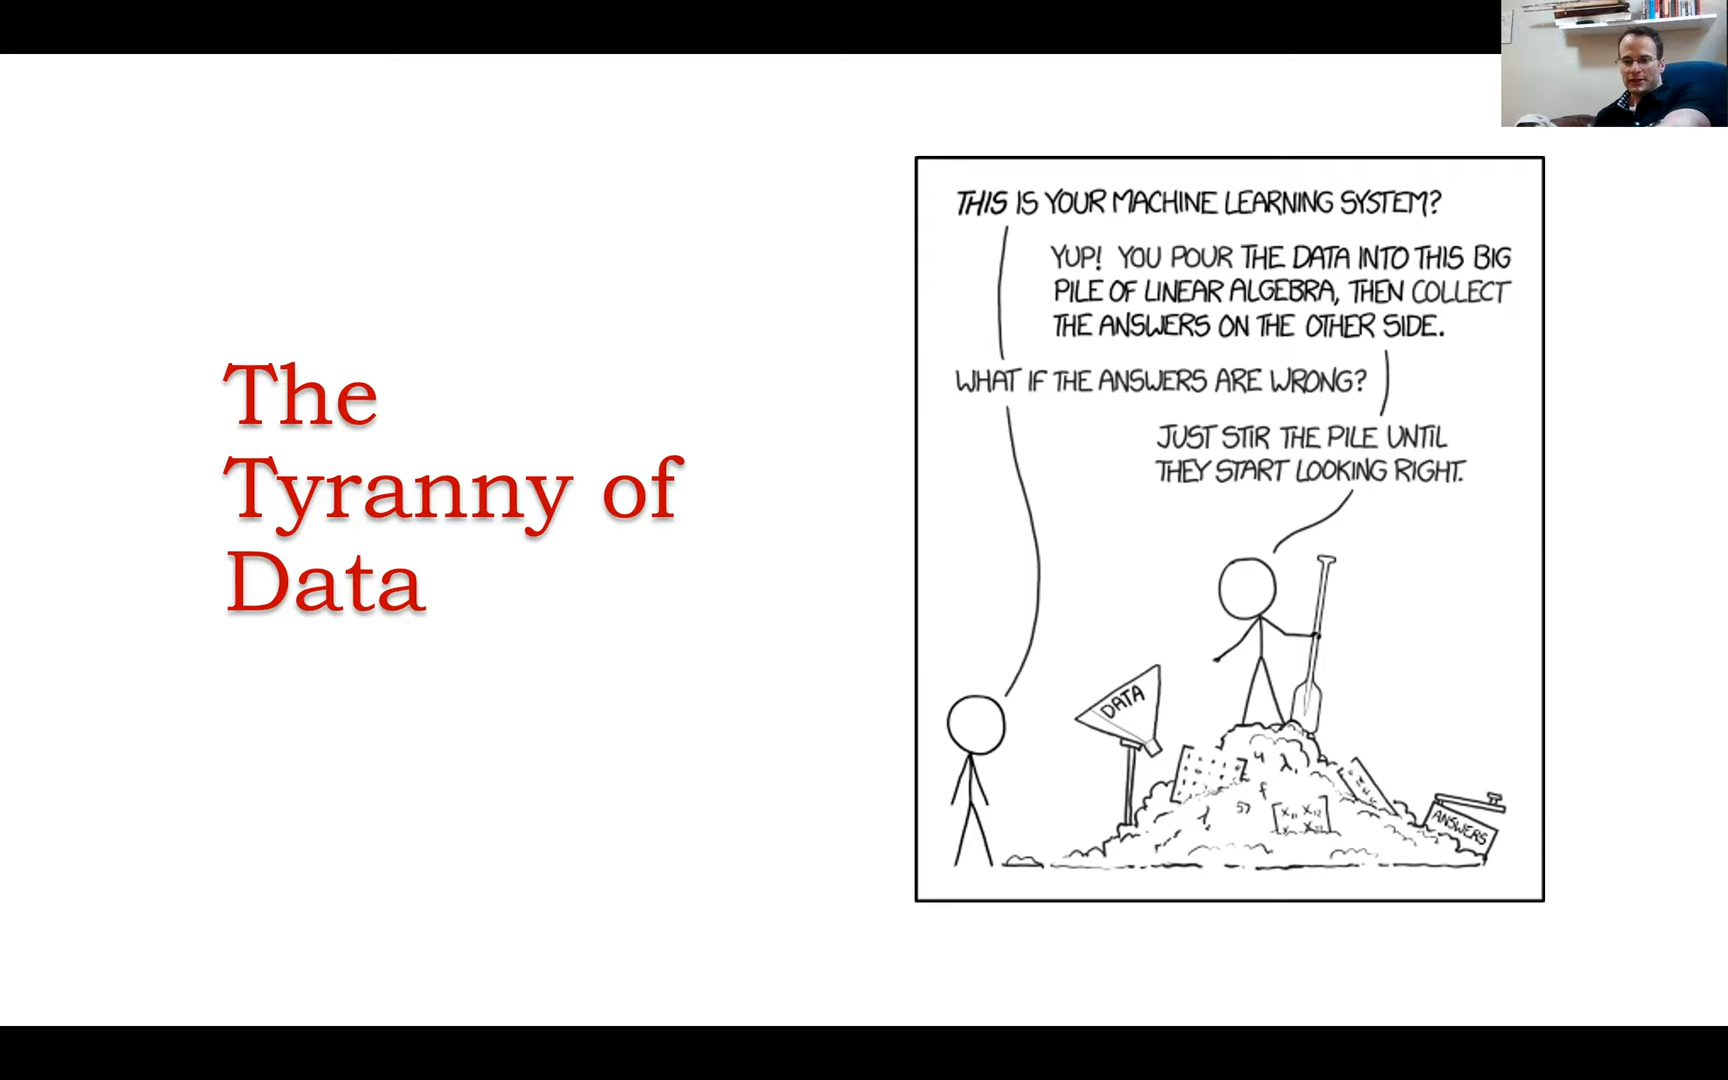 The
Tyranny of
Data
THIS IS YOUR MACHINE LEARNING SYSTEM?
YUP! YOU POUR THE DATA INTO THIS BIG
PILE OF LINEAR ALGEBRA, THEN COLLECT
THE ANSWERS ON THE OTHER SIDE.
WHAT IF THE ANSWERS ARE WRONG?
JUST STIR THE PILE UNTIL
THEY START LOOKING RIGHT.
DATA
ANSWERS